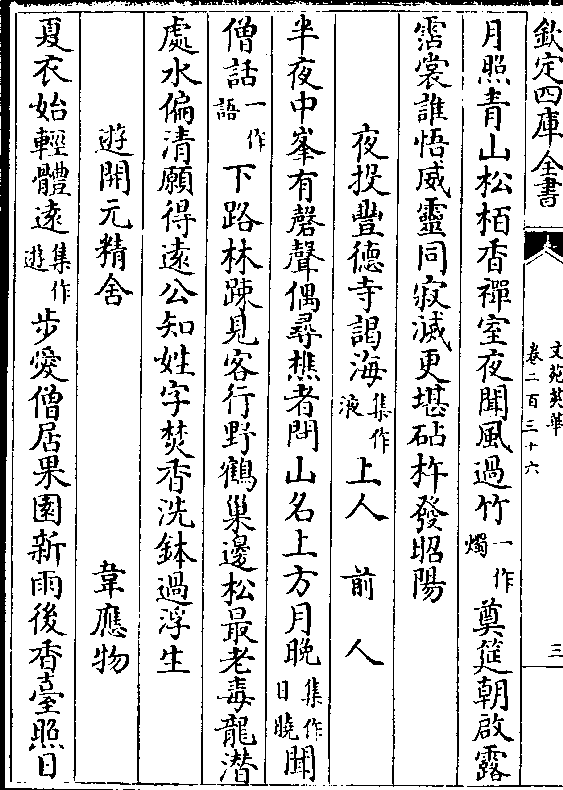 欽定四庫全書
文苑英華
卷二百三十六
三
月照青山松栢香禪室夜聞風過竹一作燭奠筵朝啟露
霑裳誰悟威靈同寂滅更堪砧杵發昭陽
夜投豐德寺謁海集作液上人 前人
半夜中峯有磬聲偶尋樵者問山名上方月晚集作日曉聞
僧話一作語下路林踈見客行野鶴巢邊松最老毒龍潛
處水偏清願得遠公知姓字焚香洗鉢過浮生
遊開元精舍 韋應物
夏衣始輕體遠集作遊步愛僧居果園新雨後香臺照日